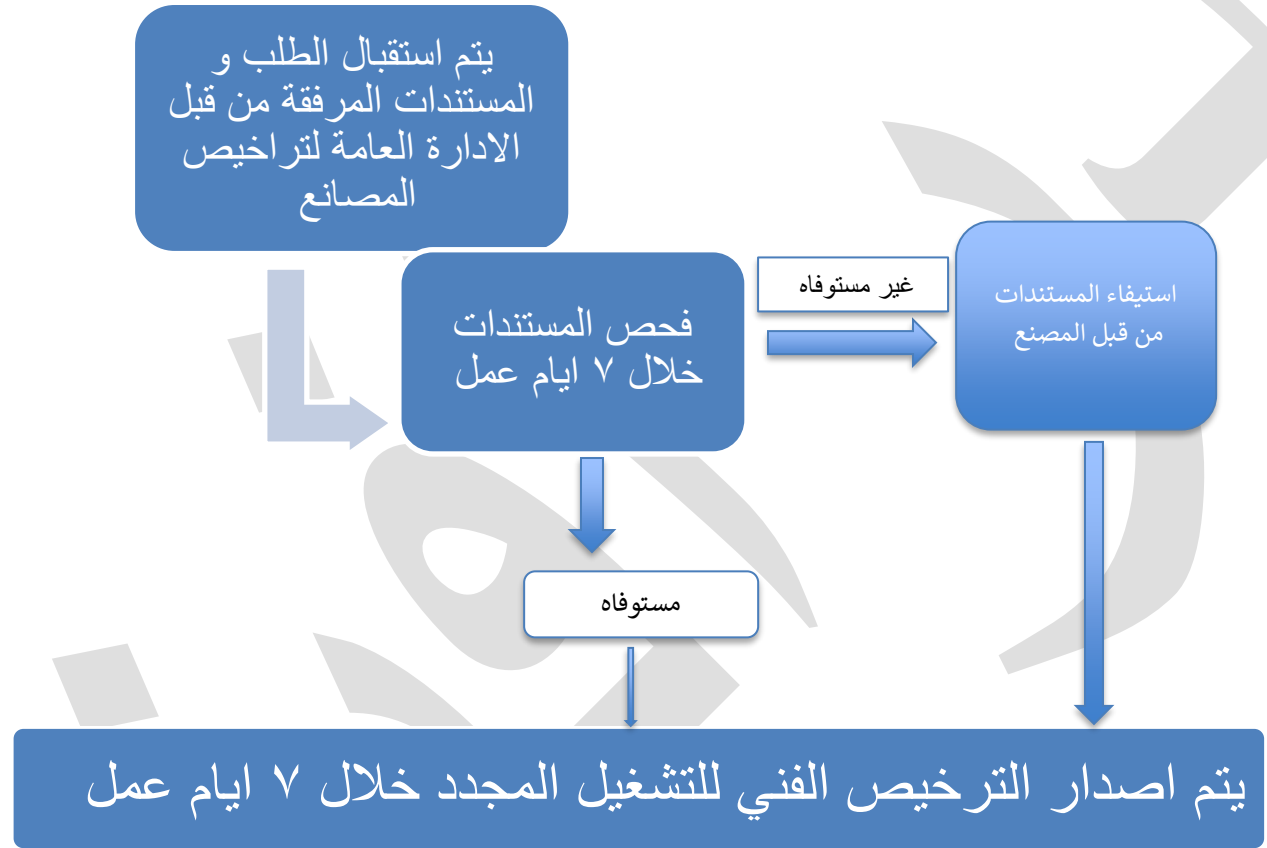 يتم استقبال الطلب و
المستندات المرفقة من قبل
الادارة العامة لتراخيص
المصانع
فحص المستندات
خلال ٧ ايام عمل
غير مستوفاه
استيفاء المستندات
من قبل المصنع
مستوفاه
يتم اصدار الترخيص الفني للتشغيل المجدد خلال ٧ ايام عمل